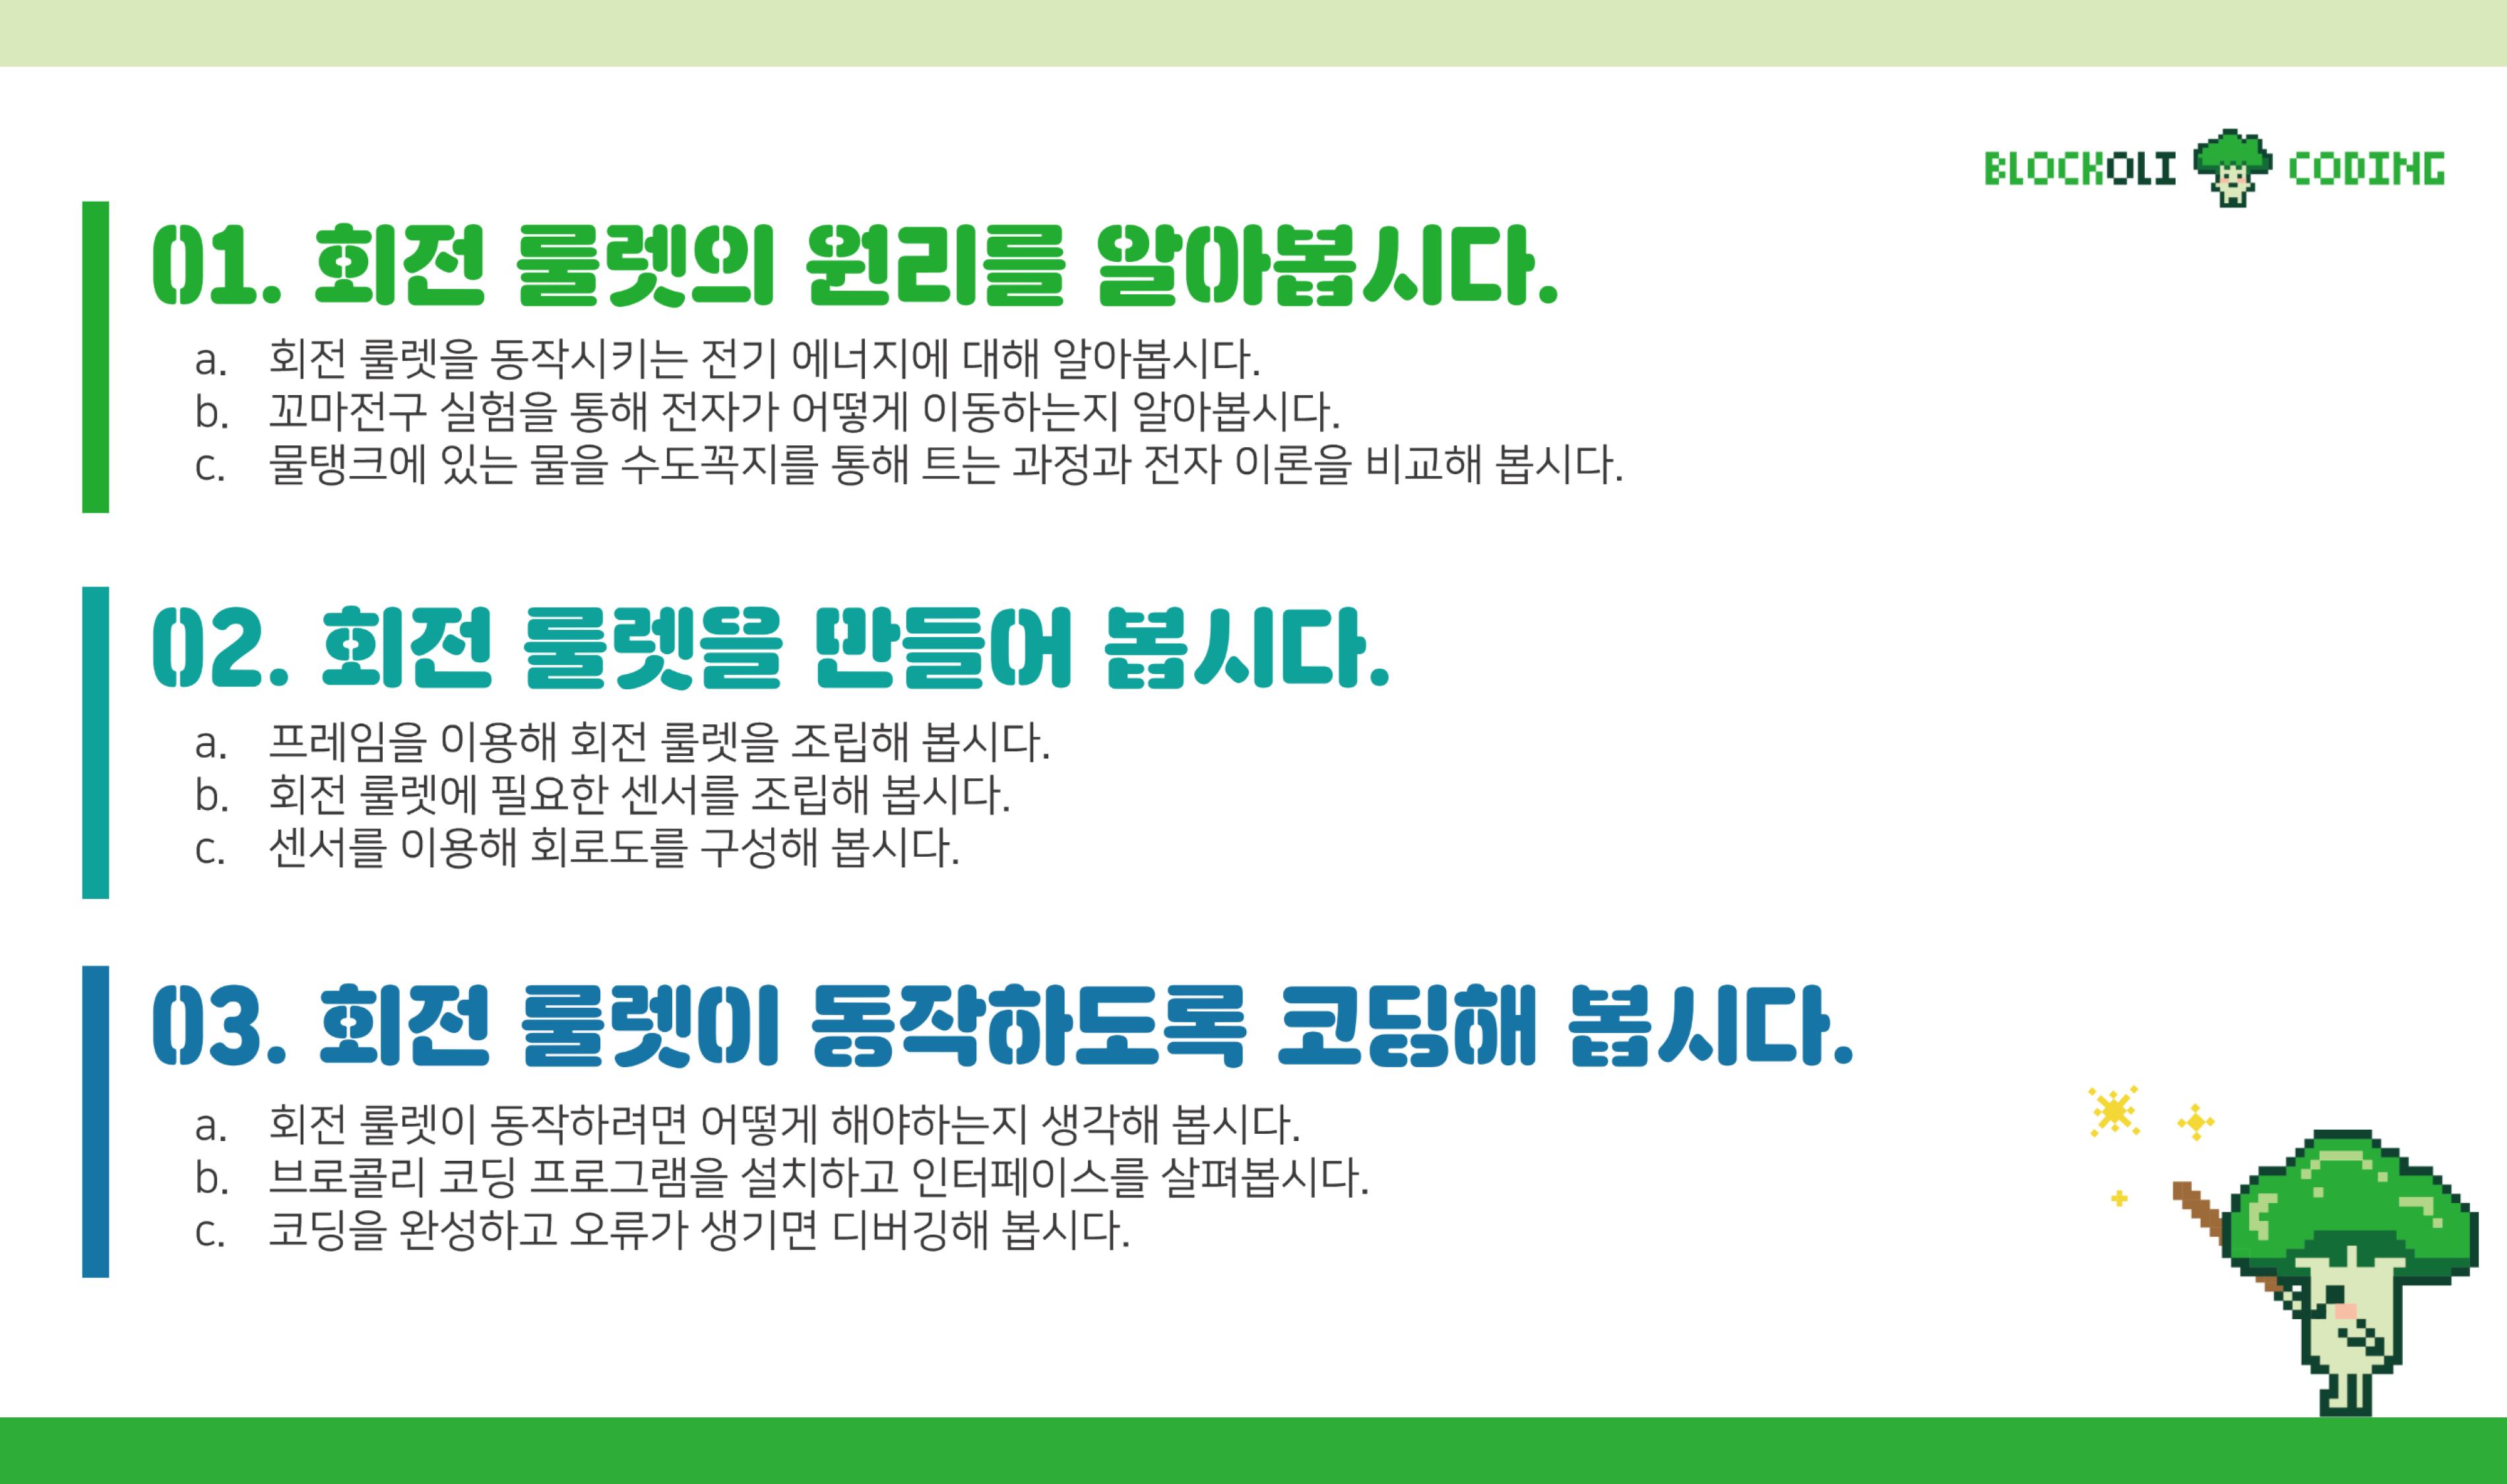 BLOCKOLI CODING
01. 회전 룰렛의 원리를 알아봅시다.
a. 회전 룰렛을 동작시키는 전기 에너지에 대해 알아봅시다.
b. 꼬마전구 실험을 통해 전자가 어떻게 이동하는지 알아봅시다.
c. 물탱크에 있는 물을 수도꼭지를 통해 트는 과정과 전자 이론을 비교해 봅시다.
02. 회전 룰렛을 만들어 봅시다.
a. 프레임을 이용해 회전 룰렛을 조립해 봅시다.
b. 회전 룰렛에 필요한 센서를 조립해 봅시다.
c. 센서를 이용해 회로도를 구성해 봅시다.
03. 회전 룰렛이 동작하도록 코딩해 봅시다.
a. 회전 룰렛이 동작하려면 어떻게 해야하는지 생각해 봅시다.
b. 브로콜리 코딩 프로그램을 설치하고 인터페이스를 살펴봅시다.
c. 코딩을 완성하고 오류가 생기면 디버깅해 봅시다.